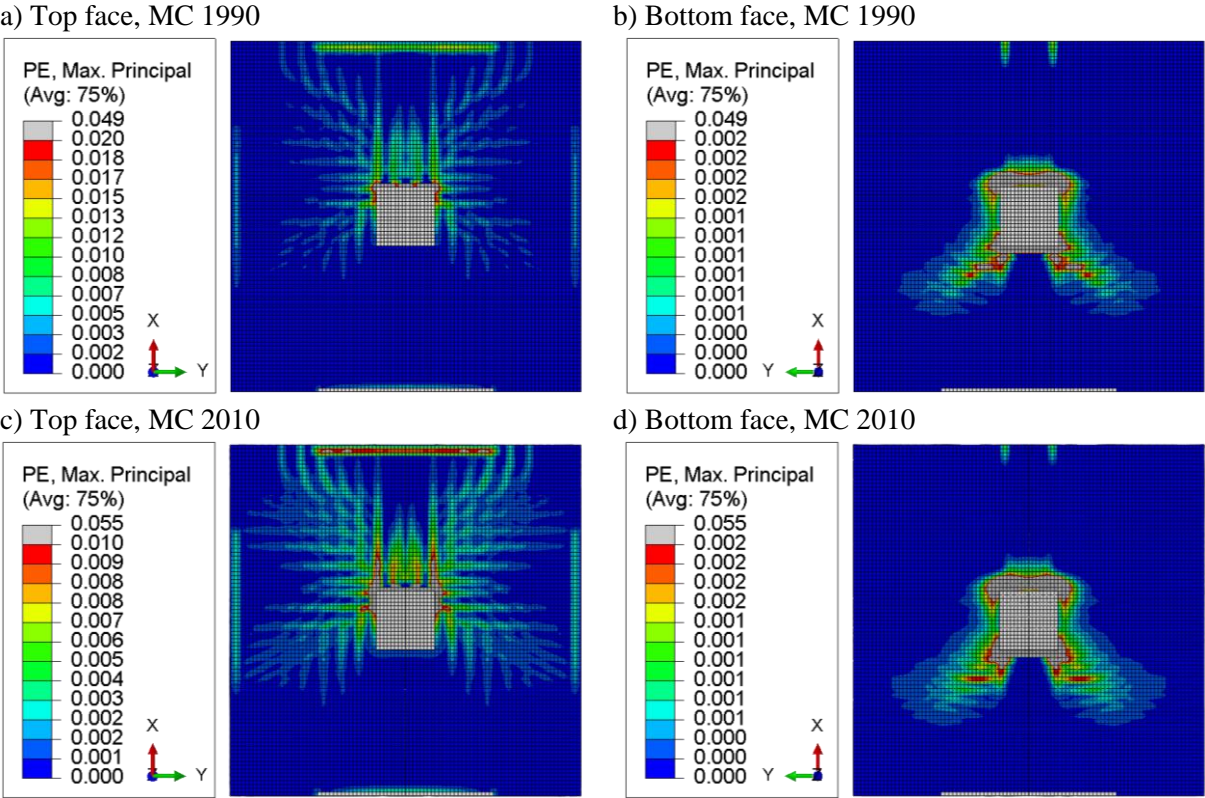 a) Top face, MC 1990
PE, Max. Principal
(Avg: 75%)
0.049
0.020
0.018
0.017
0.015
0.013
0.012
0.010
0.008
0.007
0.005
0.003
0.002
0.000
X
Z
Y
b) Bottom face, MC 1990
PE, Max. Principal
(Avg: 75%)
0.049
0.002
0.002
0.002
0.002
0.001
0.001
0.001
0.001
0.001
0.000
0.000
0.000
X
Y
Z
c) Top face, MC 2010
PE, Max. Principal
(Avg: 75%)
0.055
0.010
0.009
0.008
0.008
0.007
0.006
0.005
0.004
0.003
0.002
0.002
0.001
0.000
X
Z
Y
d) Bottom face, MC 2010
PE, Max. Principal
(Avg: 75%)
0.055
0.002
0.002
0.002
0.002
0.001
0.001
0.001
0.001
0.001
0.001
0.000
0.000
0.000
X
Y
Z